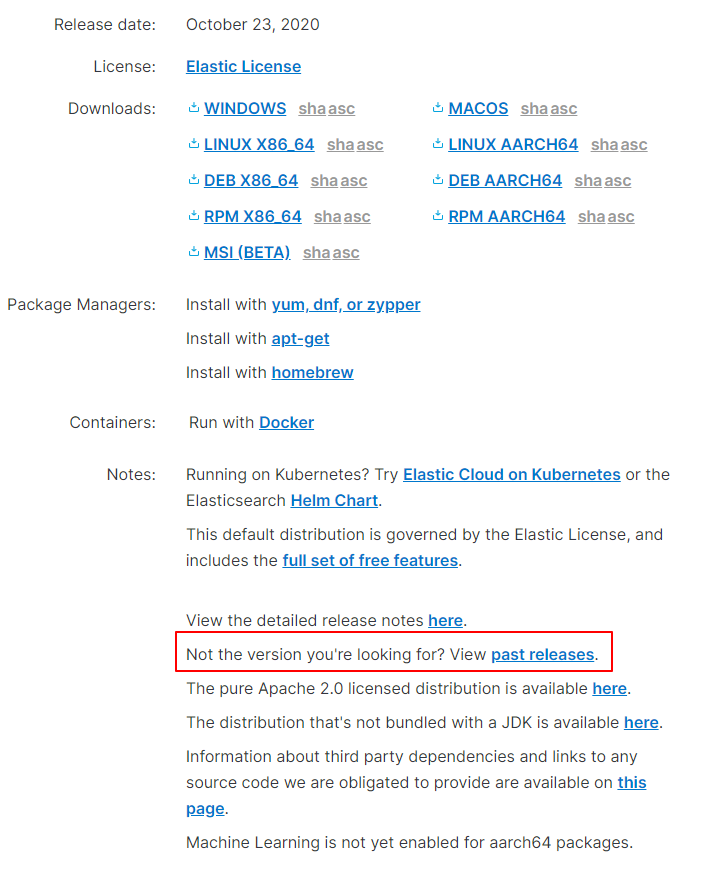 Release date: October 23, 2020
License: Elastic License
Downloads: WINDOWS sha asc MACOS sha asc
LINUX X86_64 sha asc LINUX AARCH64 sha asc
DEB X86_64 sha asc DEB AARCH64 sha asc
RPM X86_64 sha asc RPM AARCH64 sha asc
MSI (BETA) sha asc
Package Managers: Install with yum, dnf, or zypper
Install with apt-get
Install with homebrew
Containers: Run with Docker
Notes: Running on Kubernetes? Try Elastic Cloud on Kubernetes or the
Elasticsearch Helm Chart.
This default distribution is governed by the Elastic License, and
includes the full set of free features.
View the detailed release notes here.
Not the version you're looking for? View past releases.
The pure Apache 2.0 licensed distribution is available here.
The distribution that's not bundled with a JDK is available here.
Information about third party dependencies and links to any
source code we are obligated to provide are available on this
page.
Machine Learning is not yet enabled for aarch64 packages.